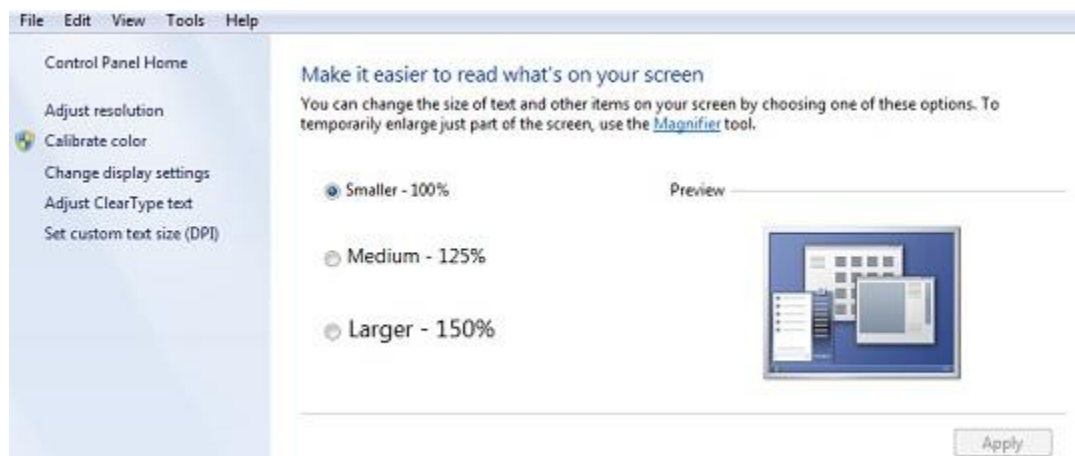 File Edit View Tools Help
Control Panel Home
Adjust resolution
Calibrate color
Change display settings
Adjust ClearType text
Set custom text size (DPI)
Make it easier to read what's on your screen
You can change the size of text and other items on your screen by choosing one of these options. To
temporarily enlarge just part of the screen, use the Magnifier tool.
Smaller - 100%
Preview
Medium - 125%
Larger - 150%
Apply